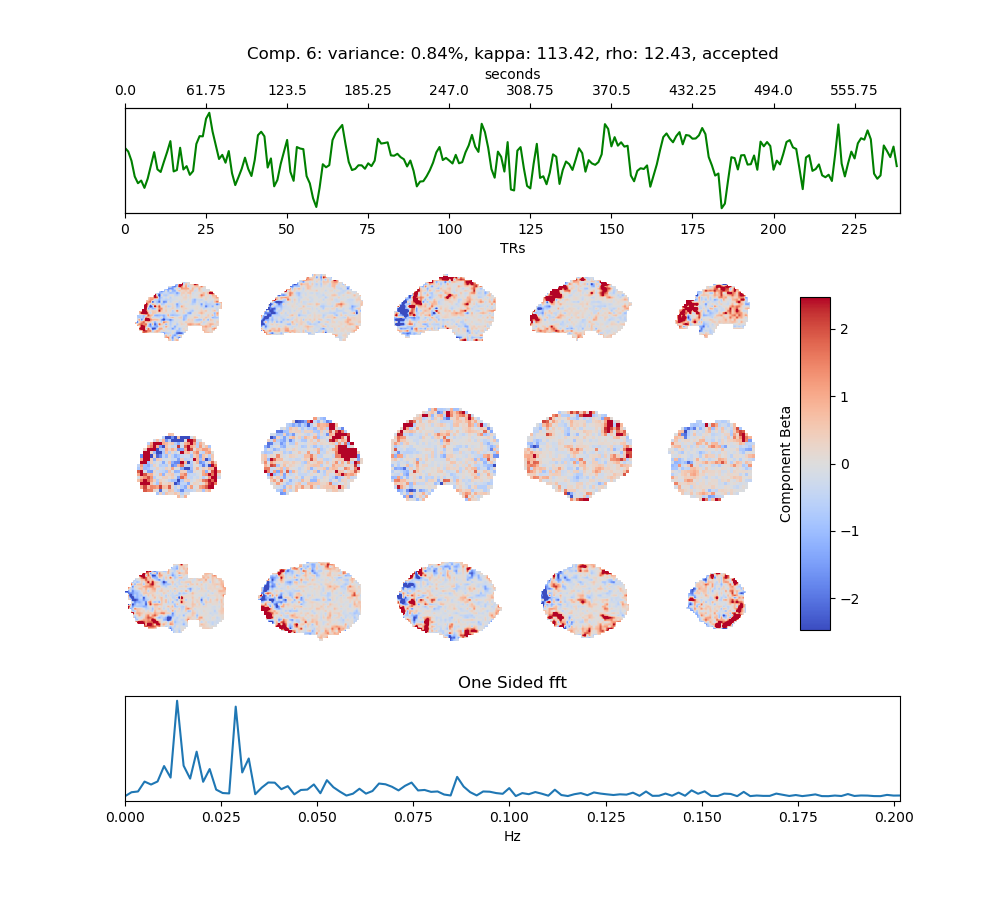 Comp. 6: variance: 0.84%, kappa: 113.42, rho: 12.43, accepted
seconds
0.0 61.75 123.5 185.25 247.0 308.75 370.5 432.25 494.0 555.75
0 25 50 75 100 125 150 175 200 225
TRs
2
1
0
−1
−2
Component Beta
One Sided fft
0.000 0.025 0.050 0.075 0.100 0.125 0.150 0.175 0.200
Hz